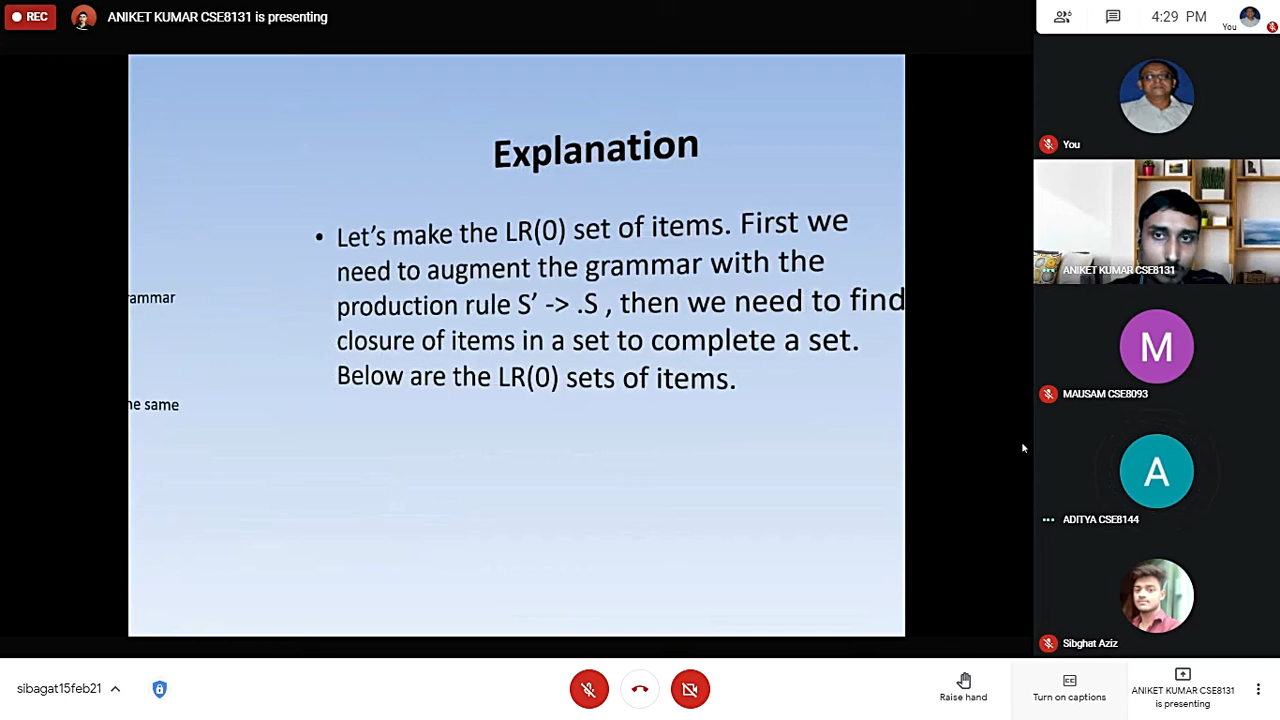 REC
ANIKET KUMAR CSE8131 is presenting
4:29 PM
6
You
Explanation
• Let's make the LR(0) set of items. First we
need to augment the grammar with the
production rule S' -> .S , then we need to find
closure of items in a set to complete a set.
Below are the LR(0) sets of items.
rammar
he same
You
ANIKET KUMAR CSE8131
M
MAUSAM CSE8093
A
ADITYA CSE8144
Sibghat Aziz
sibagat15feb21
Raise hand
CC
Turn on captions
ANIKET KUMAR CSE8131
is presenting